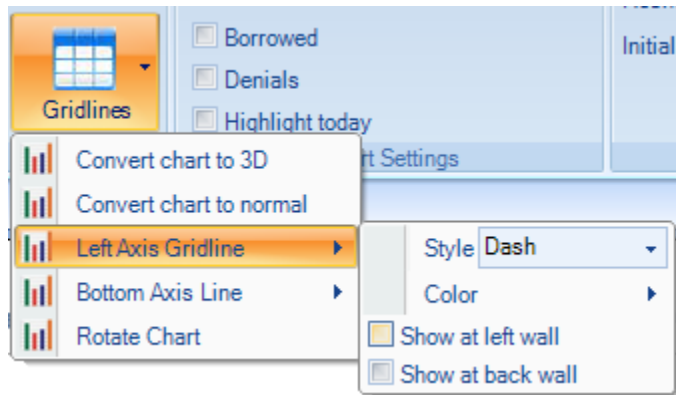 Borrowed
Initial
Denials
Gridlines
Highlight today
rt Settings
Convert chart to 3D
Convert chart to normal
Left Axis Gridline
Style Dash
Bottom Axis Line
Color
Rotate Chart
Show at left wall
Show at back wall